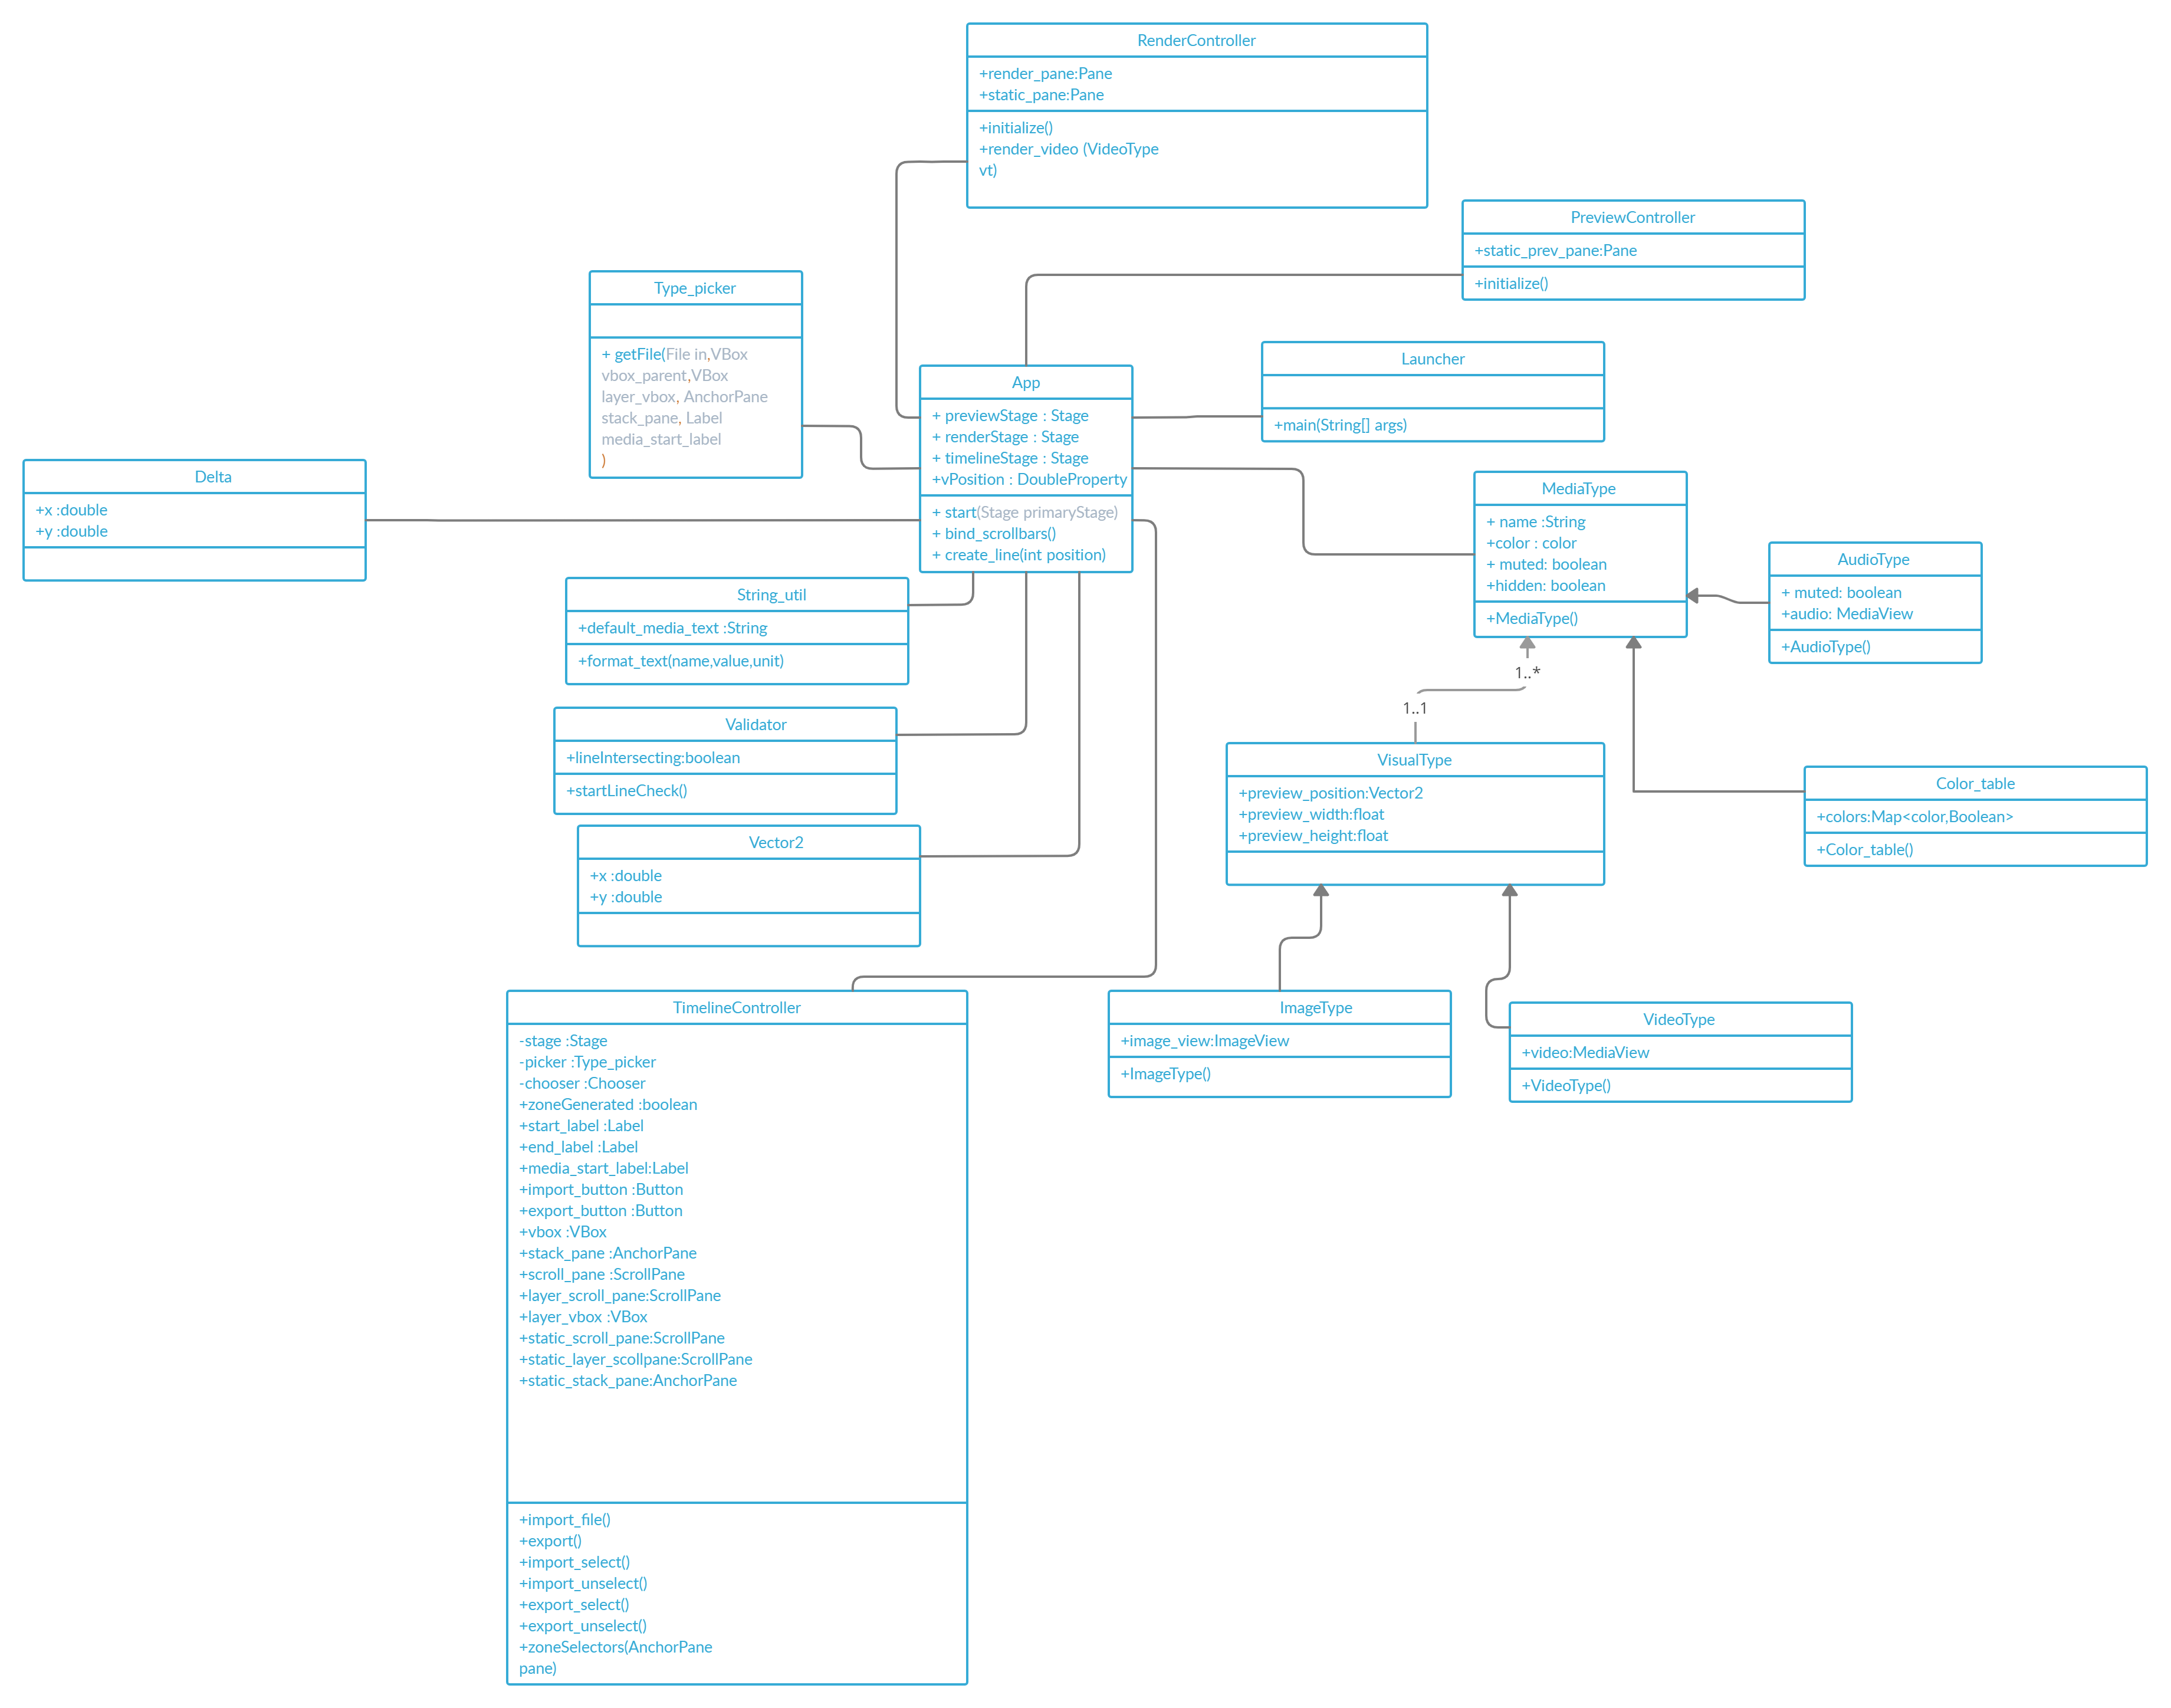 RenderController
+render_pane:Pane
+static_pane:Pane
+initialize()
+render_video (VideoType
vt)
PreviewController
+static_prev_pane:Pane
+initialize()
Type_picker
+ getFile(File in,VBox
vbox_parent,VBox
layer_vbox, AnchorPane
stack_pane, Label
media_start_label
)
Launcher
+main(String[] args)
App
+ previewStage : Stage
+ renderStage : Stage
+ timelineStage : Stage
+vPosition : DoubleProperty
+ start(Stage primaryStage)
+ bind_scrollbars()
+ create_line(int position)
Delta
+x :double
+y :double
MediaType
+ name :String
+color : color
+ muted: boolean
+hidden: boolean
+MediaType()
AudioType
+ muted: boolean
+audio: MediaView
+AudioType()
String_util
+default_media_text :String
+format_text(name,value,unit)
1..*
1..1
Validator
+lineIntersecting:boolean
+startLineCheck()
VisualType
+preview_position:Vector2
+preview_width:float
+preview_height:float
Color_table
+colors:Map<color,Boolean>
+Color_table()
Vector2
+x :double
+y :double
TimelineController
-stage :Stage
-picker :Type_picker
-chooser :Chooser
+zoneGenerated :boolean
+start_label :Label
+end_label :Label
+media_start_label:Label
+import_button :Button
+export_button :Button
+vbox :VBox
+stack_pane :AnchorPane
+scroll_pane :ScrollPane
+layer_scroll_pane:ScrollPane
+layer_vbox :VBox
+static_scroll_pane:ScrollPane
+static_layer_scollpane:ScrollPane
+static_stack_pane:AnchorPane
+import_file()
+export()
+import_select()
+import_unselect()
+export_select()
+export_unselect()
+zoneSelectors(AnchorPane
pane)
ImageType
+image_view:ImageView
+ImageType()
VideoType
+video:MediaView
+VideoType()